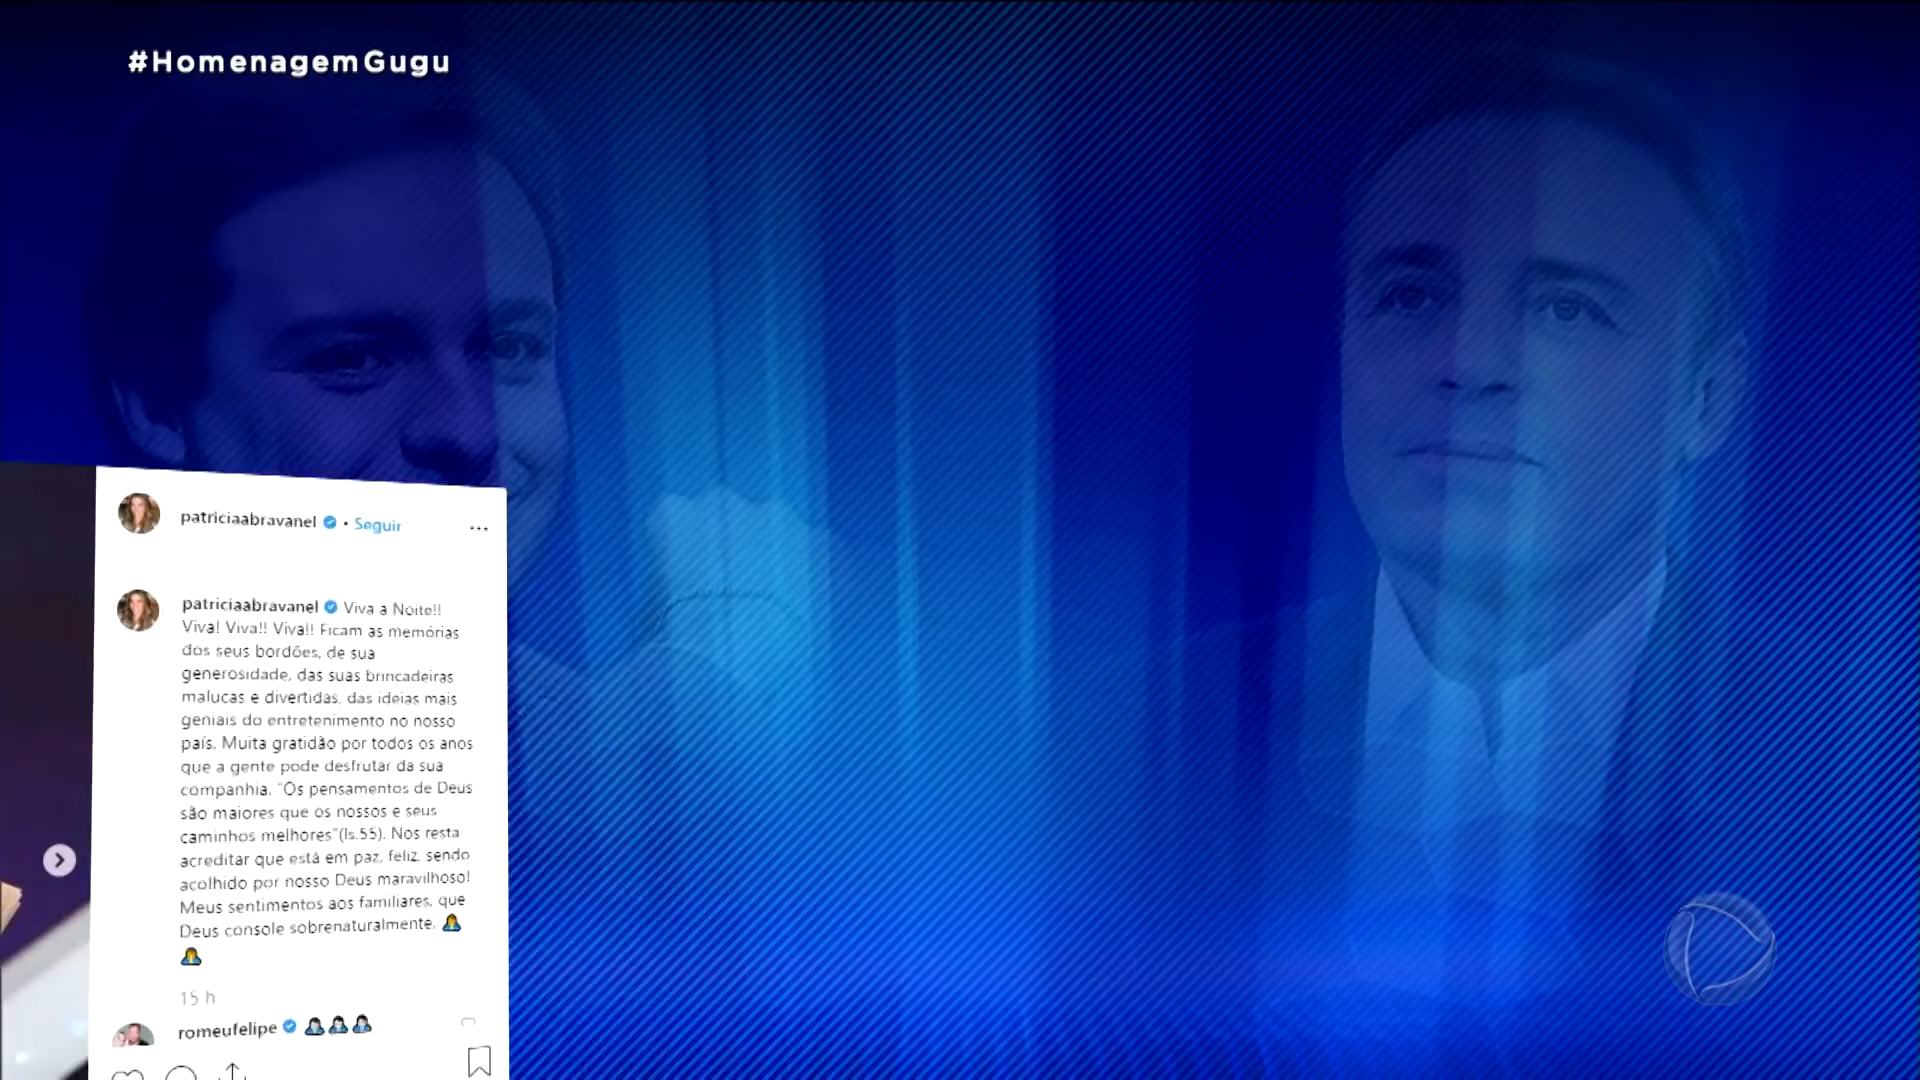 #HomenagemGugu
patriciaabravanel • Seguir ...
patriciaabravanel Viva a Noite!!
Viva! Viva!! Viva!! Ficam as memórias
dos seus bordões, de sua
generosidade, das suas brincadeiras
malucas e divertidas, das ideias mais
geniais do entretenimento no nosso
país. Muita gratidão por todos os anos
que a gente pode desfrutar da sua
companhia. "Os pensamentos de Deus
são maiores que os nossos e seus
caminhos melhores"(Is.55). Nos resta
acreditar que está em paz, feliz, sendo
acolhido por nosso Deus maravilhoso!
Meus sentimentos aos familiares, que
Deus console sobrenaturalmente.
15 h
romeufelipe